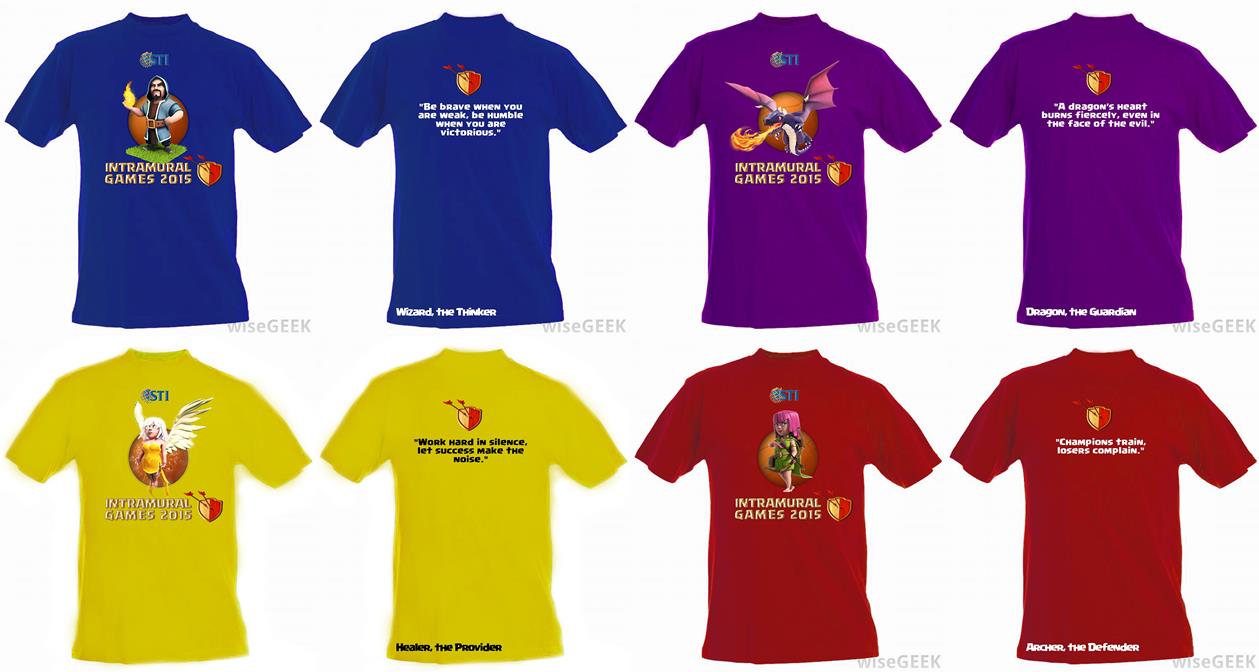 STI
INTRAMURAL
GAMES 2015
wiseGEEK
"Be brave when you
are weak, be humble
when you are
victorious."
Wizard, the Thinker
wiseGEEK
STI
INTRAMURAL
GAMES 2015
wiseGEEK
"A dragon's heart
burns fiercely, even in
the face of the evil."
Dragon, the Guardian
wiseGEEK
STI
INTRAMURAL
GAMES 2015
"Work hard in silence,
let success make the
noise."
Healer, the Provider
STI
INTRAMURAL
GAMES 2015
wiseGEEK
"Champions train,
losers complain."
Archer, the Defender
wiseGEEK